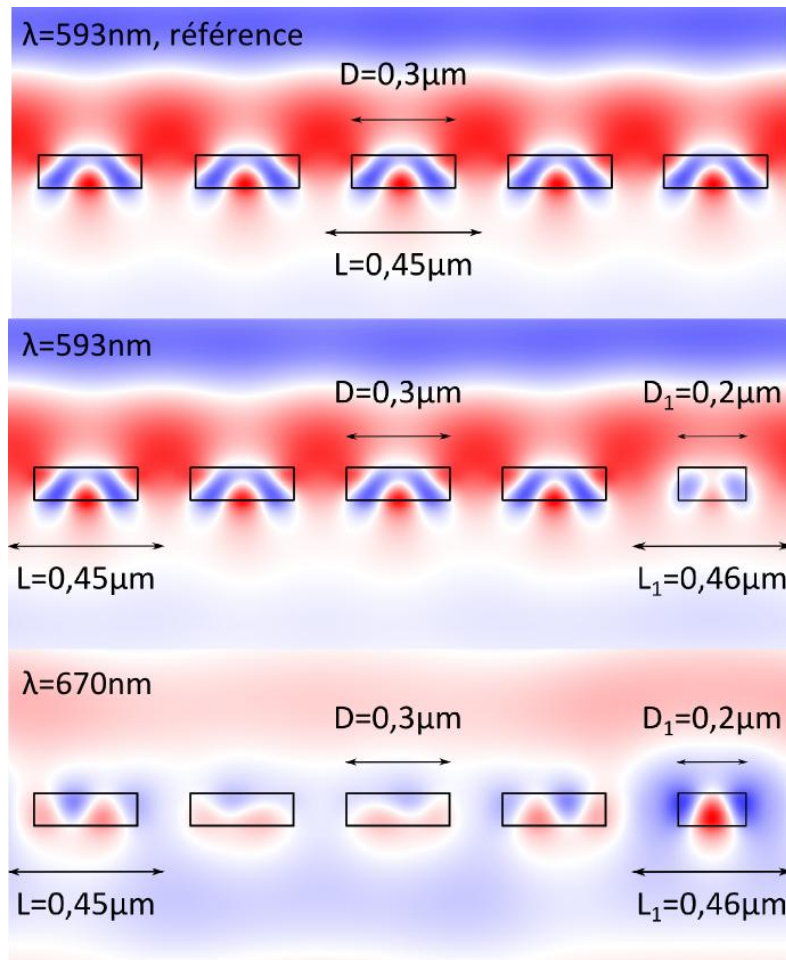 λ=593nm, référence
D=0,3µm
L=0,45µm
λ=593nm
D=0,3µm D₁=0,2µm
L=0,45µm L₁=0,46µm
λ=670nm
D=0,3µm D₁=0,2µm
L=0,45µm L₁=0,46µm